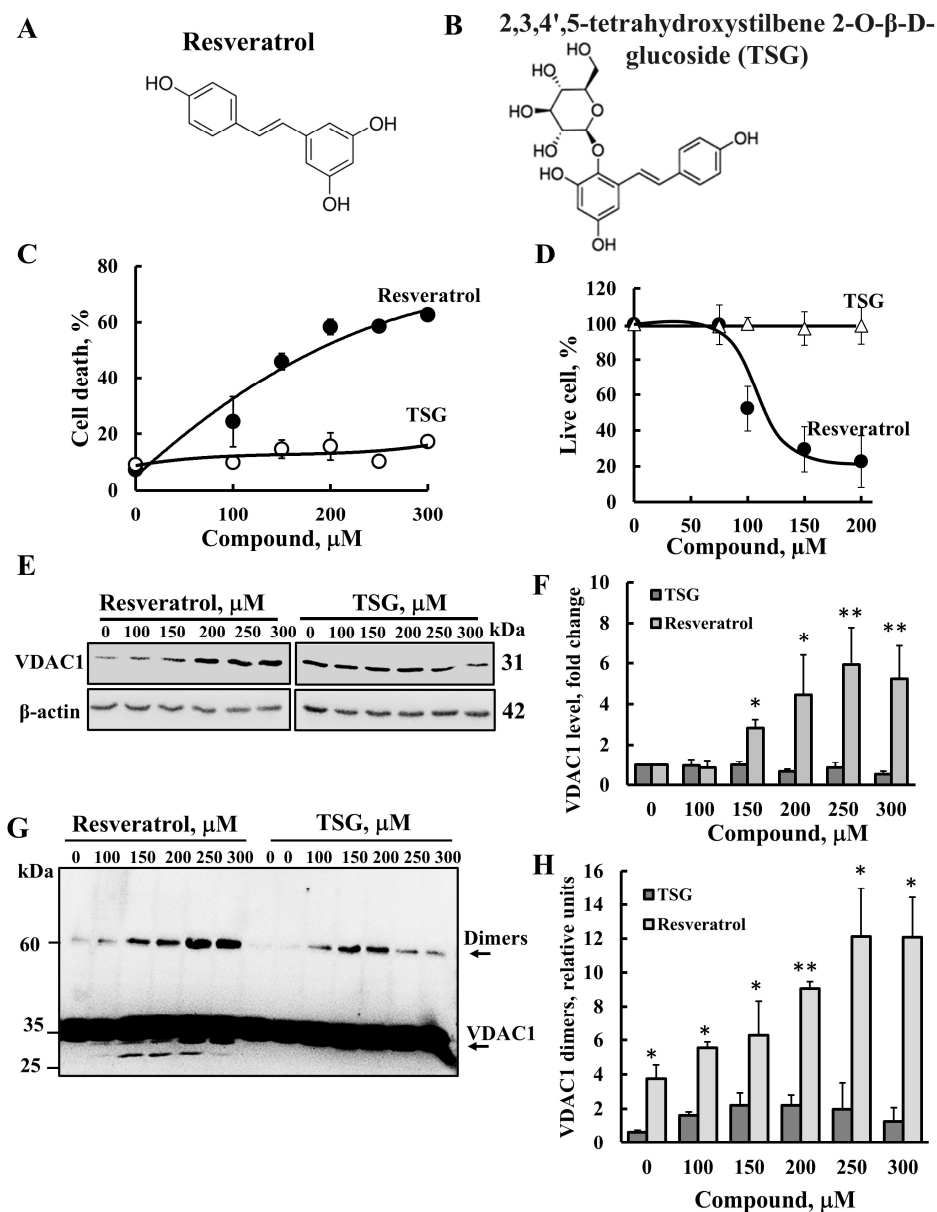 A
Resveratrol
HO
OH
OH
B
2,3,4',5-tetrahydroxystilbene 2-O-β-D-
glucoside (TSG)
HO
HO
HO
O
HO
O
OH
HO
OH
C
Cell death, %
80
60
40
20
0
Resveratrol
TSG
0 100 200 300
Compound, μM
D
Live cell, %
120
100
80
60
40
20
0
TSG
Resveratrol
0 50 100 150 200
Compound, μM
E
Resveratrol, μM TSG, μM
0 100 150 200 250 300 0 100 150 200 250 300 kDa
VDAC1 31
β-actin 42
F
VDAC1 level, fold change
10
8
6
4
2
0
TSG
Resveratrol
* * ** **
0 100 150 200 250 300
Compound, μM
G
Resveratrol, μM TSG, μM
0 100 150 200 250 300 0 0 100 150 200 250 300
kDa
60
35
25
Dimers
VDAC1
H
VDAC1 dimers, relative units
16
14
12
10
8
6
4
2
0
TSG
Resveratrol
* * * ** * *
0 100 150 200 250 300
Compound, μM